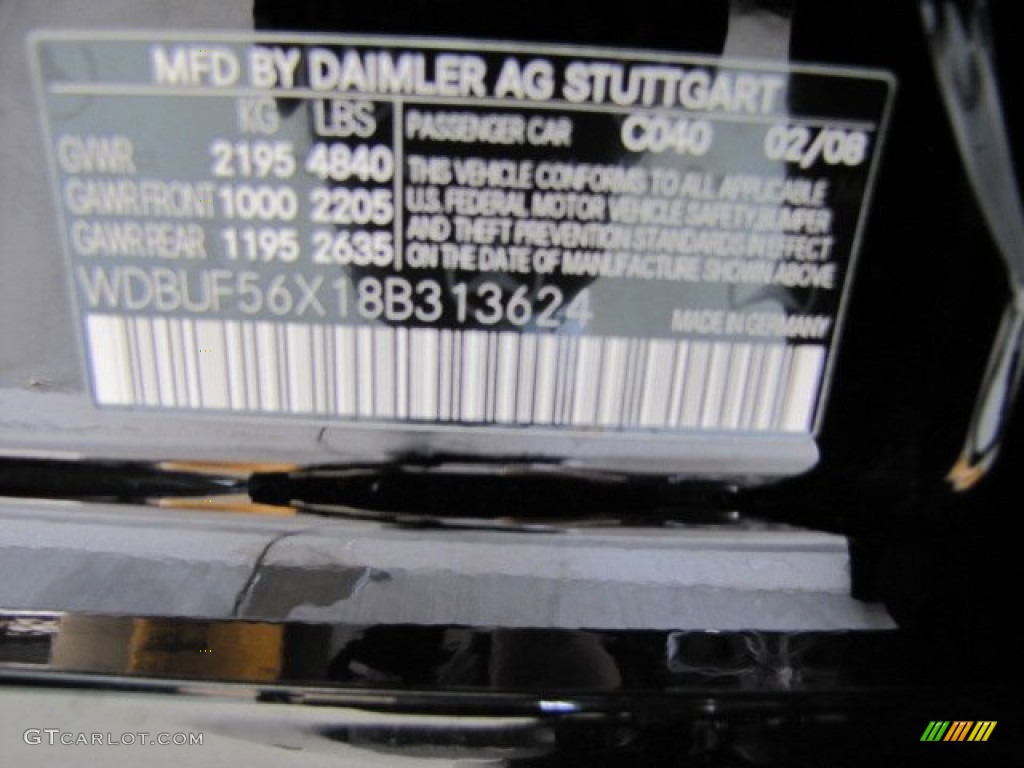 MFD BY DAIMLER AG STUTTGART
KG LBS
GVWR 2195 4840
GAWR FRONT 1000 2205
GAWR REAR 1195 2635
PASSENGER CAR C040 02/08
THIS VEHICLE CONFORMS TO ALL APPLICABLE
U.S. FEDERAL MOTOR VEHICLE SAFETY, BUMPER
AND THEFT PREVENTION STANDARDS IN EFFECT
ON THE DATE OF MANUFACTURE SHOWN ABOVE
WDBUF56X18B313624
MADE IN GERMANY
GTCARLOT.COM